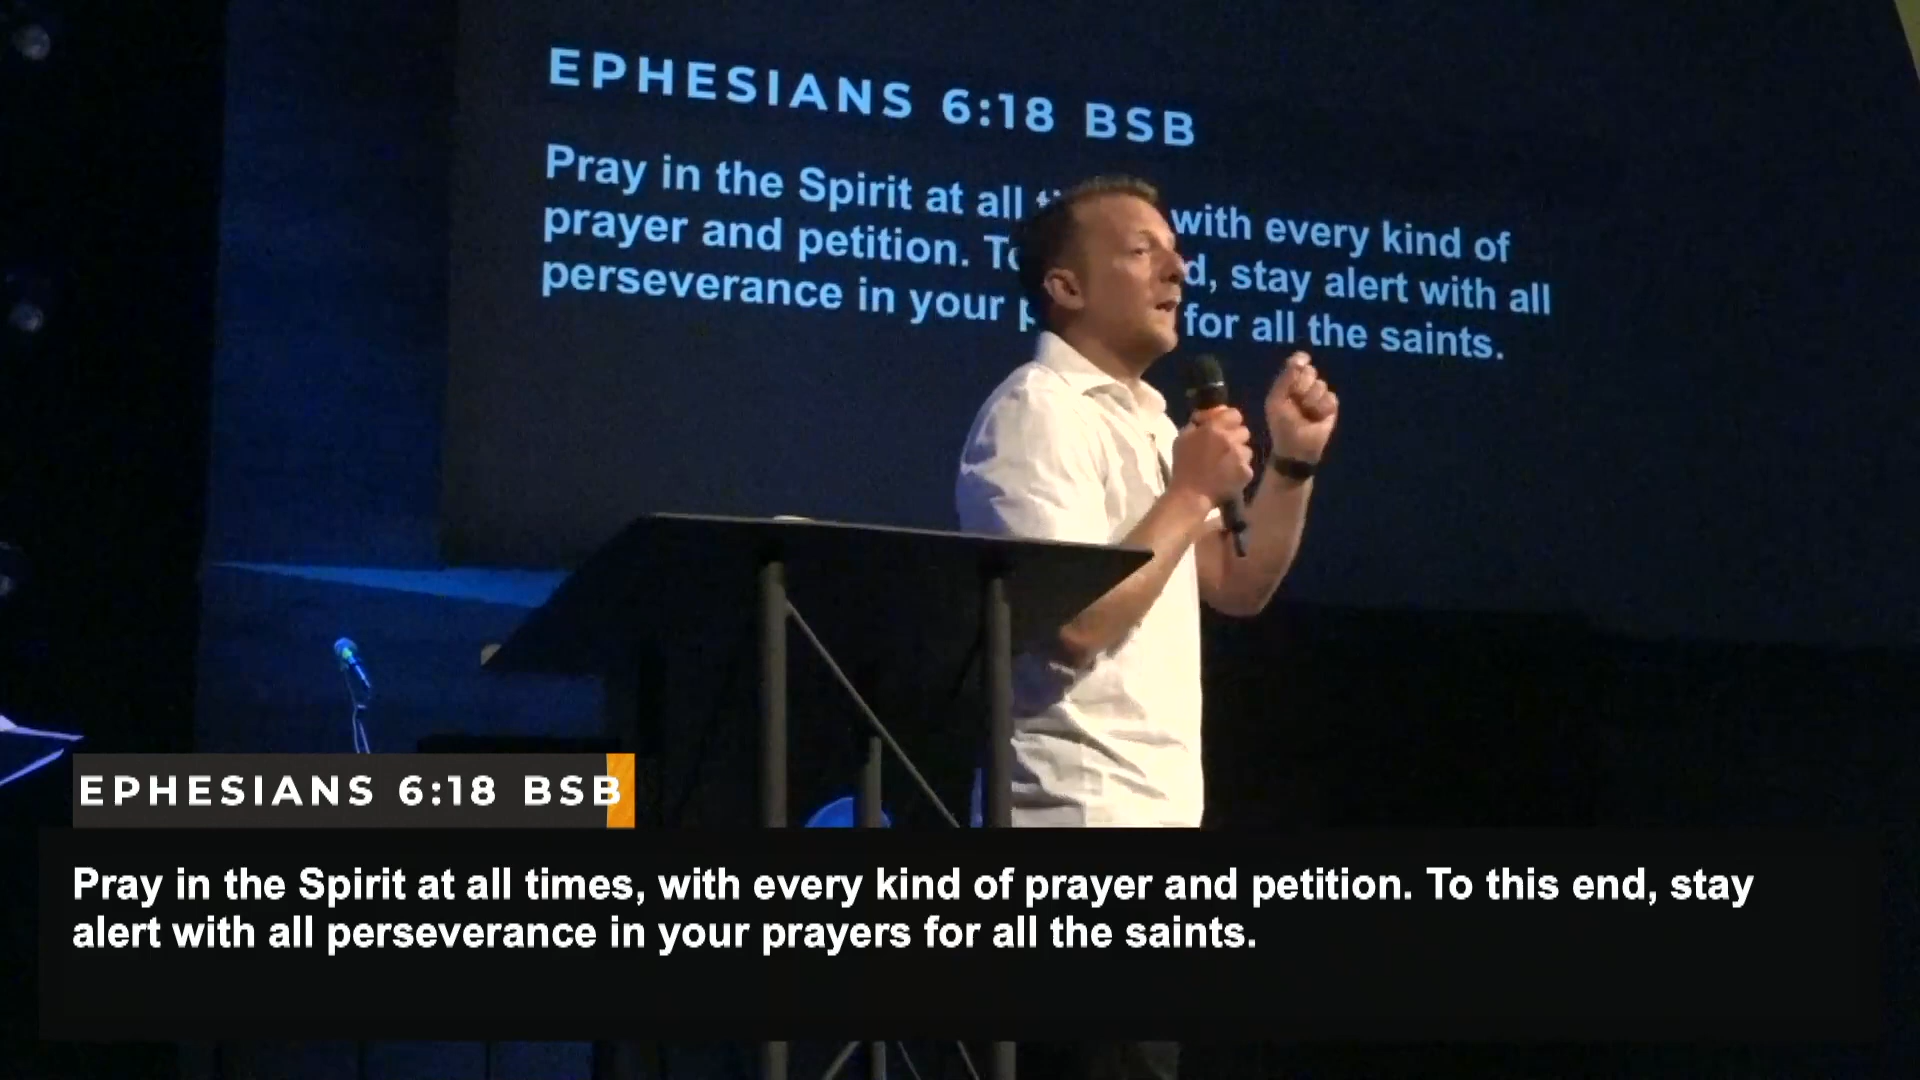 EPHESIANS 6:18 BSB
Pray in the Spirit at all with every kind of
prayer and petition. stay alert with all
perseverance in your for all the saints.
EPHESIANS 6:18 BSB
Pray in the Spirit at all times, with every kind of prayer and petition. To this end, stay
alert with all perseverance in your prayers for all the saints.